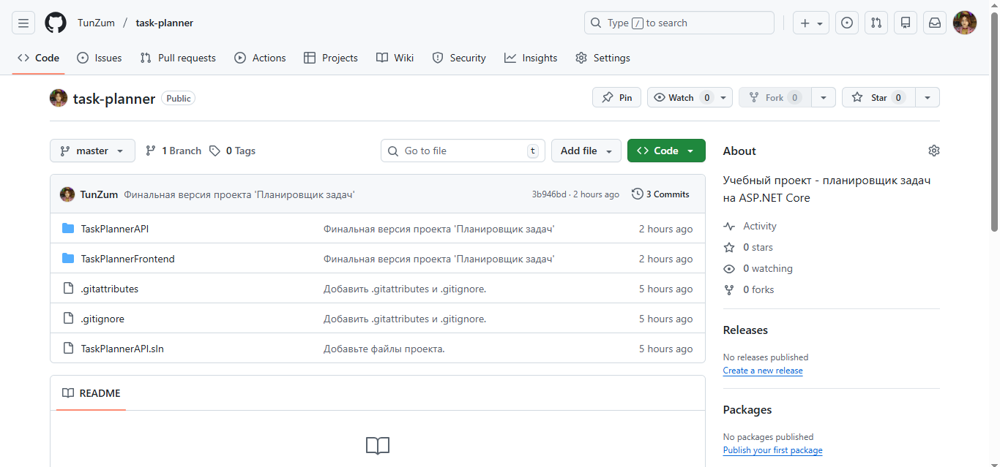 TunZum / task-planner Type / to search
Code Issues Pull requests Actions Projects Wiki Security Insights Settings
task-planner Public Pin Watch 0 Fork 0 Star 0
master 1 Branch 0 Tags Go to file t Add file Code
TunZum Финальная версия проекта 'Планировщик задач' 3b946bd · 2 hours ago 3 Commits
TaskPlannerAPI Финальная версия проекта 'Планировщик задач' 2 hours ago
TaskPlannerFrontend Финальная версия проекта 'Планировщик задач' 2 hours ago
.gitattributes Добавить .gitattributes и .gitignore. 5 hours ago
.gitignore Добавить .gitattributes и .gitignore. 5 hours ago
TaskPlannerAPI.sln Добавьте файлы проекта. 5 hours ago
README
About
Учебный проект - планировщик задач
на ASP.NET Core
Activity
0 stars
0 watching
0 forks
Releases
No releases published
Create a new release
Packages
No packages published
Publish your first package